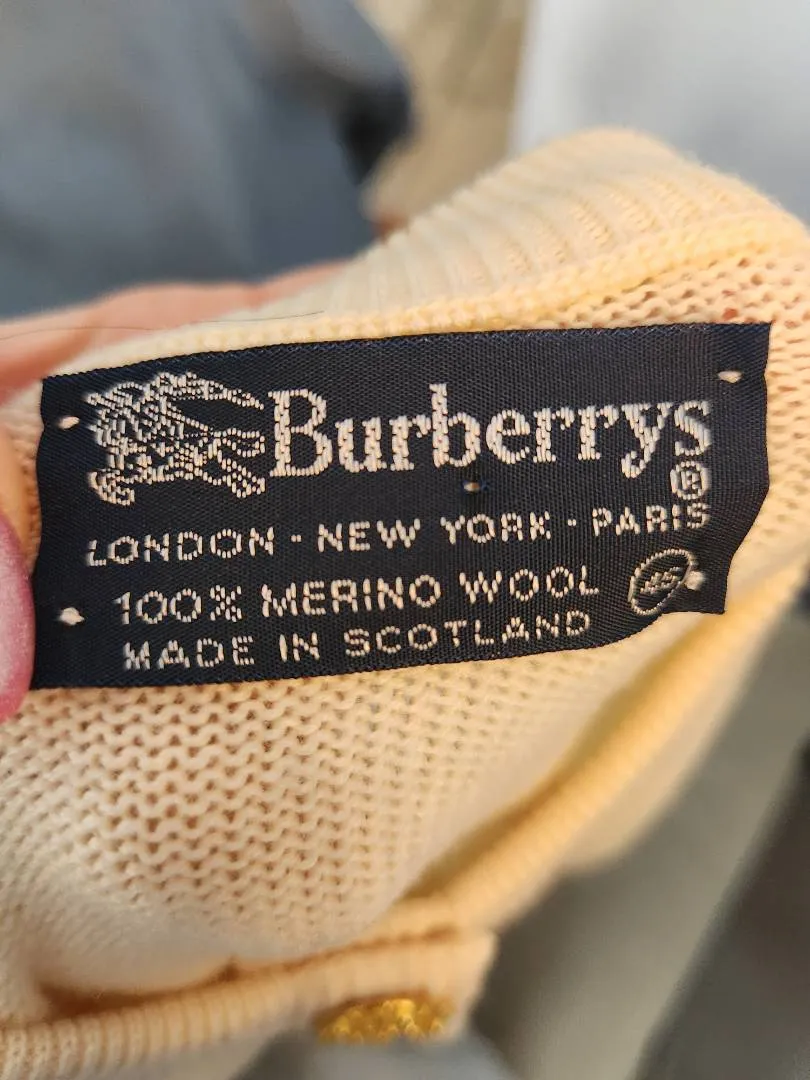 Burberrys
®
LONDON · NEW YORK · PARIS
100% MERINO WOOL
MADE IN SCOTLAND